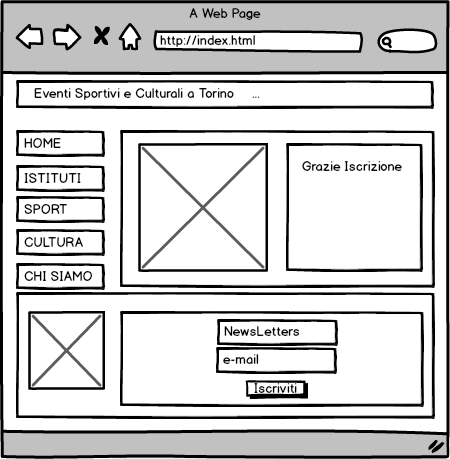 A Web Page
http://index.html
Eventi Sportivi e Culturali a Torino ...
HOME
ISTITUTI
SPORT
CULTURA
CHI SIAMO
Grazie Iscrizione
NewsLetters
e-mail
Iscriviti